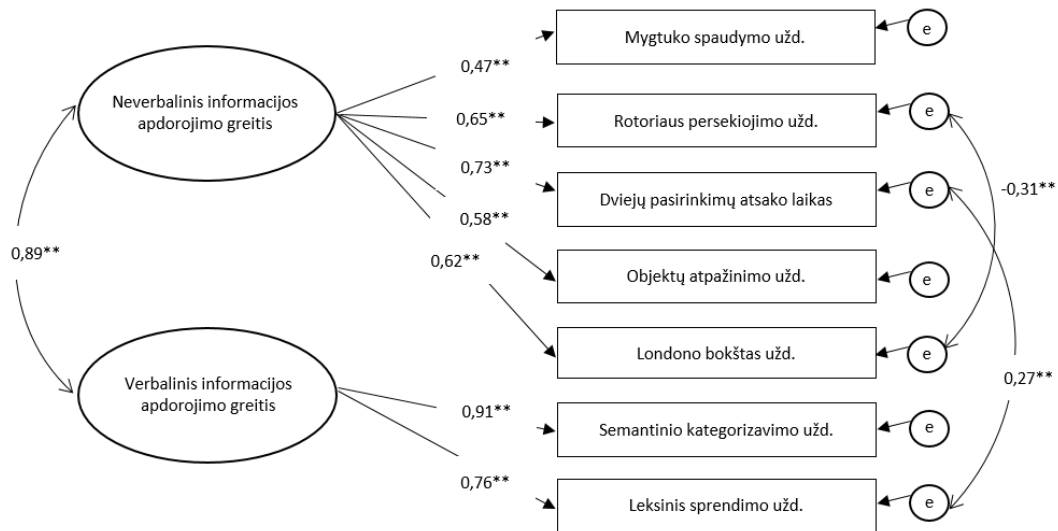 Mygtuko spaudymo užd.
e
0,47**
Neverbalinis informacijos
apdorojimo greitis
0,65**
Rotoriaus persekiojimo užd.
e
0,73**
Dviejų pasirinkimų atsako laikas
e
-0,31**
0,58**
0,89**
0,62**
Objektų atpažinimo užd.
e
Londono bokštas užd.
e
Verbalinis informacijos
apdorojimo greitis
0,27**
0,91**
Semantinio kategorizavimo užd.
e
0,76**
Leksinis sprendimo užd.
e